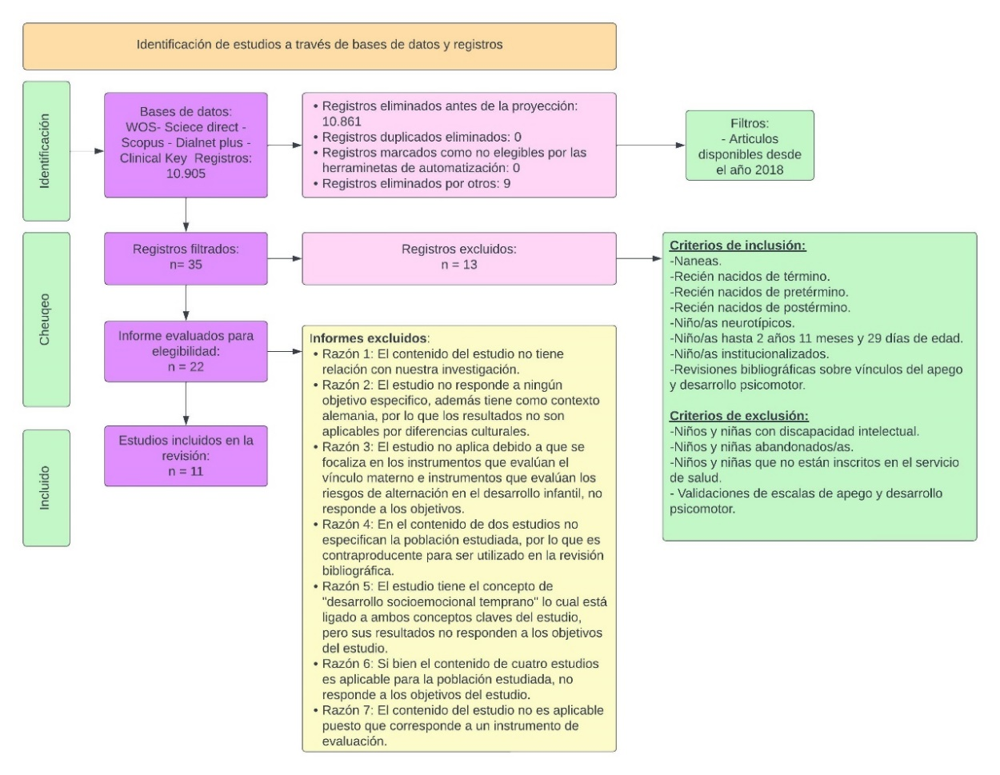 Identificación de estudios a través de bases de datos y registros
Identificación
Bases de datos:
WOS- Sciece direct -
Scopus - Dialnet plus -
Clinical Key  Registros:
10.905
• Registros eliminados antes de la proyección:
10.861
• Registros duplicados eliminados: 0
• Registros marcados como no elegibles por las
herraminetas de automatización: 0
• Registros eliminados por otros: 9
Filtros:
- Articulos
disponibles desde
el año 2018
Cheuqeo
Registros filtrados:
n= 35
Registros excluidos:
n = 13
Criterios de inclusión:
-Naneas.
-Recién nacidos de término.
-Recién nacidos de pretérmino.
-Recién nacidos de postérmino.
-Niño/as neurotípicos.
-Niño/as hasta 2 años 11 meses y 29 días de edad.
-Niño/as institucionalizados.
-Revisiones bibliográficas sobre vínculos del apego
y desarrollo psicomotor.
Criterios de exclusión:
-Niños y niñas con discapacidad intelectual.
-Niños y niñas abandonados/as.
-Niños y niñas que no están inscritos en el servicio
de salud.
- Validaciones de escalas de apego y desarrollo
psicomotor.
Informe evaluados para
elegibilidad:
n = 22
Informes excluidos:
• Razón 1: El contenido del estudio no tiene
relación con nuestra investigación.
• Razón 2: El estudio no responde a ningún
objetivo especifico, además tiene como contexto
alemania, por lo que los resultados no son
aplicables por diferencias culturales.
• Razón 3: El estudio no aplica debido a que se
focaliza en los instrumentos que evalúan el
vínculo materno e instrumentos que evalúan los
riesgos de alternación en el desarrollo infantil, no
responde a los objetivos.
• Razón 4: En el contenido de dos estudios no
especifican la población estudiada, por lo que es
contraproducente para ser utilizado en la revisión
bibliográfica.
• Razón 5: El estudio tiene el concepto de
"desarrollo socioemocional temprano" lo cual está
ligado a ambos conceptos claves del estudio,
pero sus resultados no responden a los objetivos
del estudio.
• Razón 6: Si bien el contenido de cuatro estudios
es aplicable para la población estudiada, no
responde a los objetivos del estudio.
• Razón 7: El contenido del estudio no es aplicable
puesto que corresponde a un instrumento de
evaluación.
Incluido
Estudios incluidos en la
revisión:
n = 11